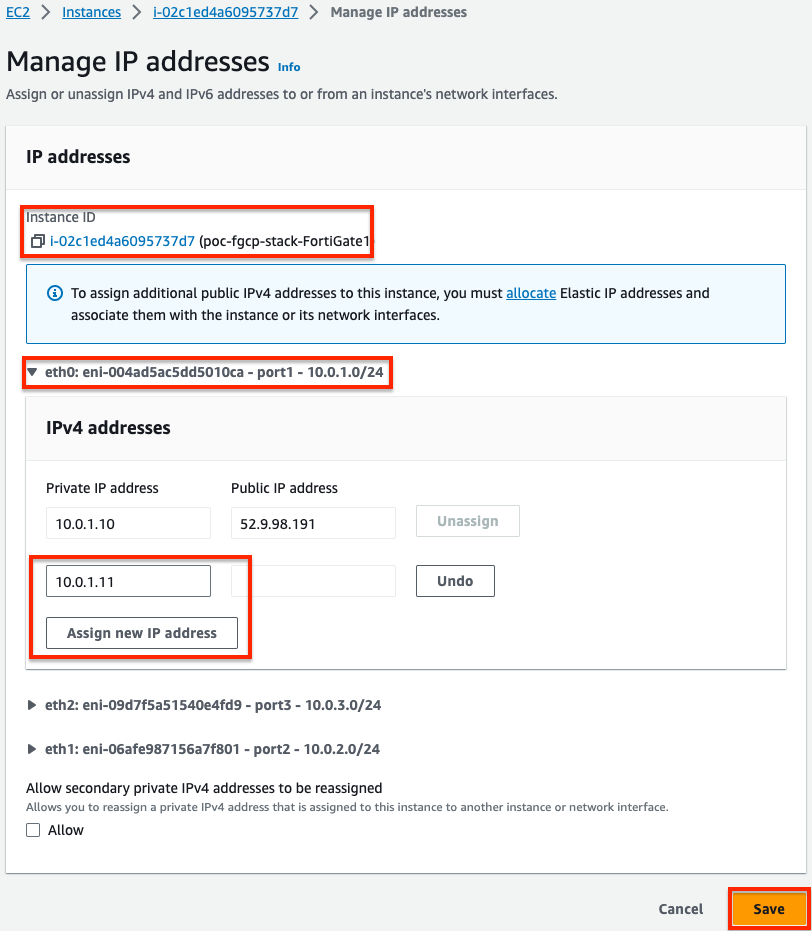 EC2 > Instances > i-02c1ed4a6095737d7 > Manage IP addresses
Manage IP addresses Info
Assign or unassign IPv4 and IPv6 addresses to or from an instance's network interfaces.
IP addresses
Instance ID
i-02c1ed4a6095737d7 (poc-fgcp-stack-FortiGate1
To assign additional public IPv4 addresses to this instance, you must allocate Elastic IP addresses and
associate them with the instance or its network interfaces.
eth0: eni-004ad5ac5dd5010ca - port1 - 10.0.1.0/24
IPv4 addresses
Private IP address Public IP address
10.0.1.10 52.9.98.191 Unassign
10.0.1.11 Undo
Assign new IP address
eth2: eni-09d7f5a51540e4fd9 - port3 - 10.0.3.0/24
eth1: eni-06afe987156a7f801 - port2 - 10.0.2.0/24
Allow secondary private IPv4 addresses to be reassigned
Allows you to reassign a private IPv4 address that is assigned to this instance to another instance or network interface.
Allow
Cancel Save